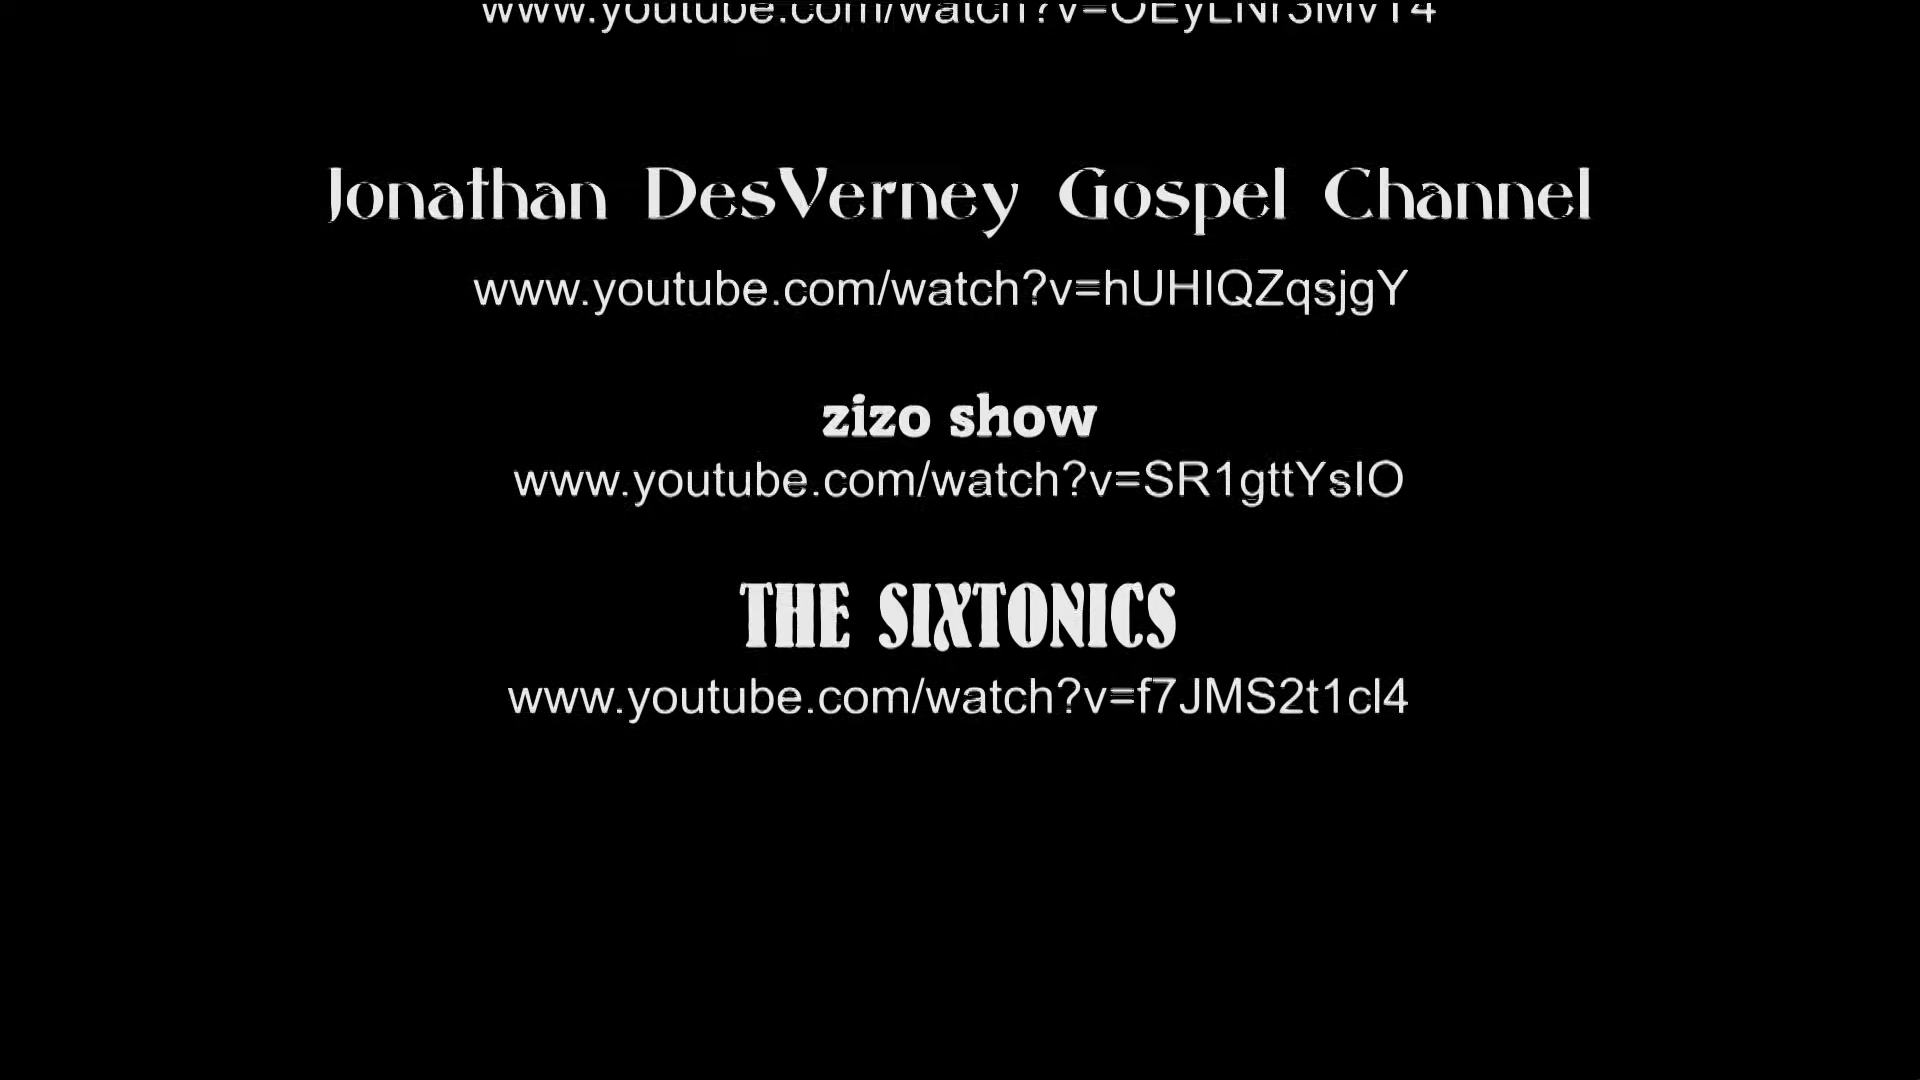 Jonathan DesVerney Gospel Channel
www.youtube.com/watch?v=hUHIQZqsjgY
zizo show
www.youtube.com/watch?v=SR1gttYsIO
THE SIXTONICS
www.youtube.com/watch?v=f7JMS2t1cI4